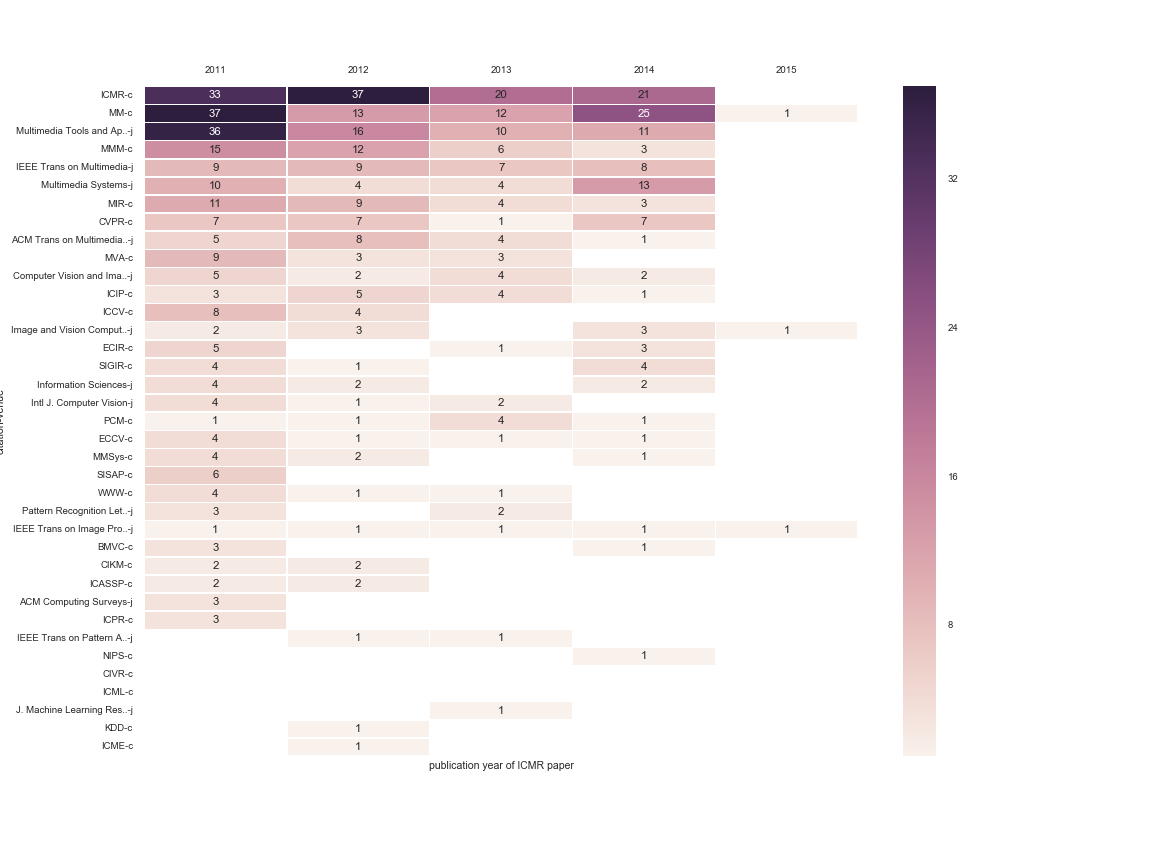 2011 2012 2013 2014 2015
ICMR-c 33 37 20 21
MM-c 37 13 12 25 1
Multimedia Tools and Ap..-j 36 16 10 11
MMM-c 15 12 6 3
IEEE Trans on Multimedia-j 9 9 7 8
Multimedia Systems-j 10 4 4 13
MIR-c 11 9 4 3
CVPR-c 7 7 1 7
ACM Trans on Multimedia..-j 5 8 4 1
MVA-c 9 3 3
Computer Vision and Ima..-j 5 2 4 2
ICIP-c 3 5 4 1
ICCV-c 8 4
Image and Vision Comput..-j 2 3 3 1
ECIR-c 5 1 3
SIGIR-c 4 1 4
Information Sciences-j 4 2 2
Intl J. Computer Vision-j 4 1 2
PCM-c 1 1 4 1
ECCV-c 4 1 1 1
MMSys-c 4 2 1
SISAP-c 6
WWW-c 4 1 1
Pattern Recognition Let..-j 3 2
IEEE Trans on Image Pro..-j 1 1 1 1 1
BMVC-c 3 1
CIKM-c 2 2
ICASSP-c 2 2
ACM Computing Surveys-j 3
ICPR-c 3
IEEE Trans on Pattern A..-j 1 1
NIPS-c 1
CIVR-c
ICML-c
J. Machine Learning Res..-j 1
KDD-c 1
ICME-c 1
publication year of ICMR paper
32
24
16
8